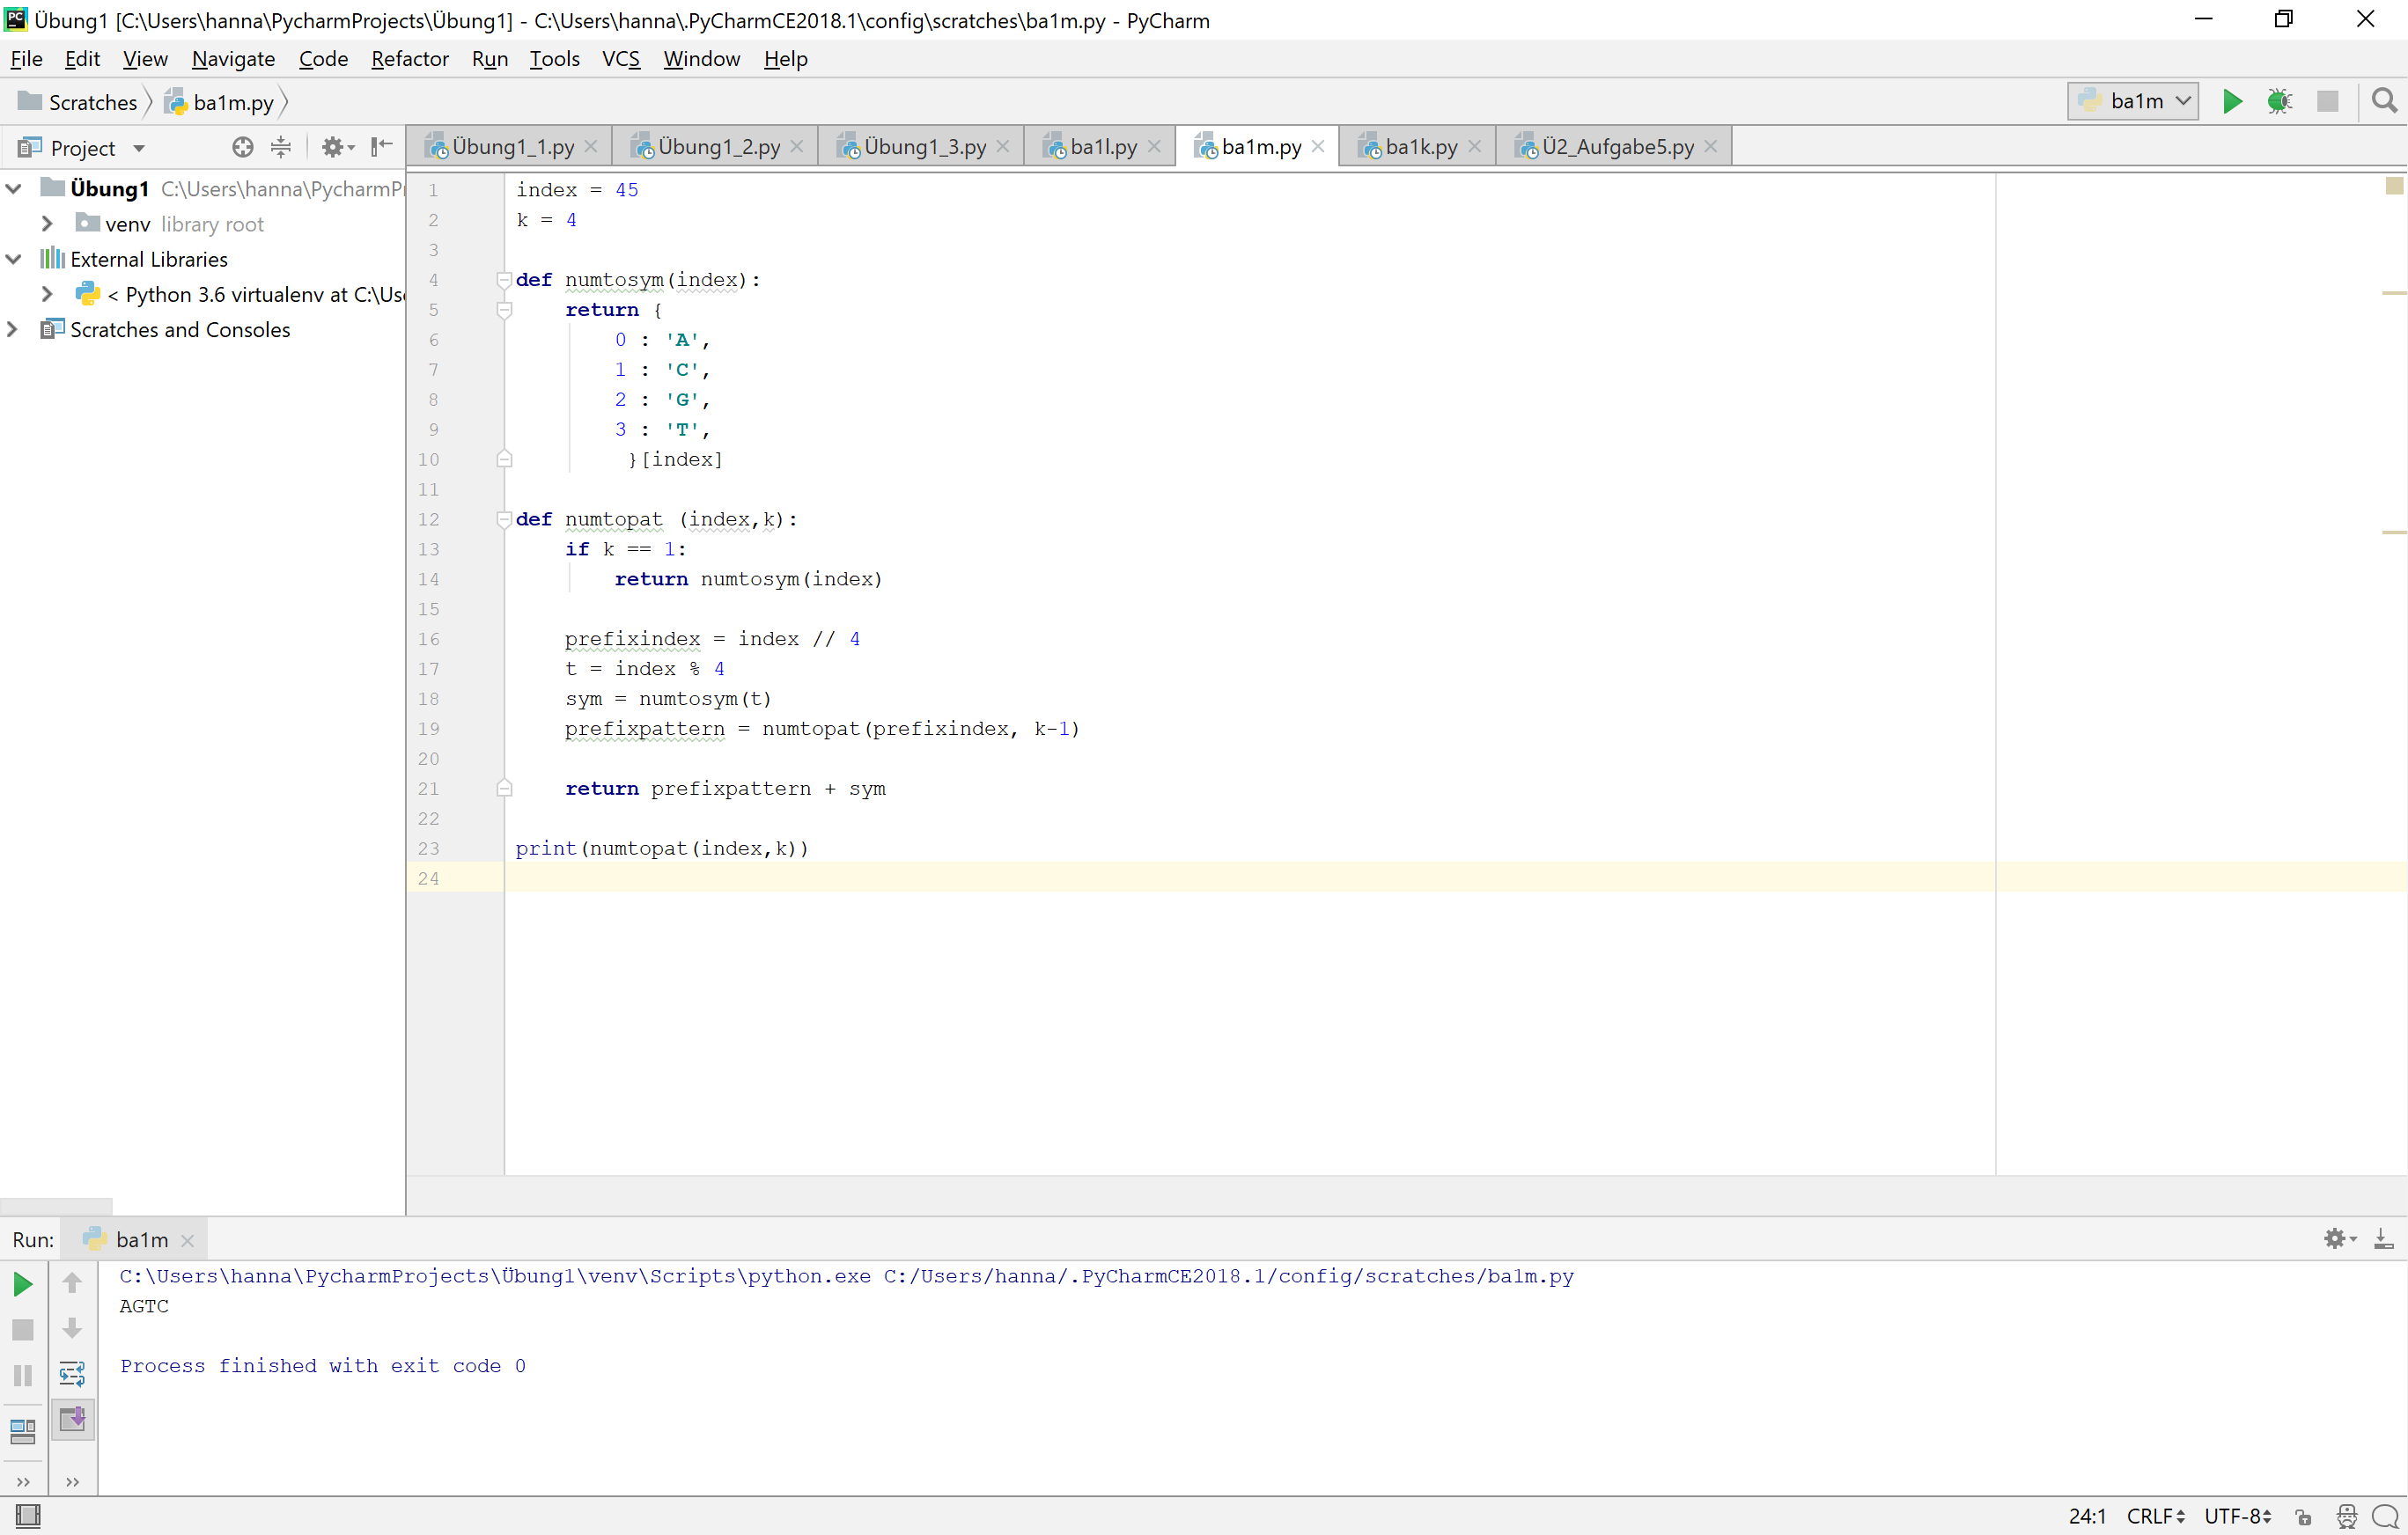 Übung1 [C:\Users\hanna\PycharmProjects\Übung1] - C:\Users\hanna\.PyCharmCE2018.1\config\scratches\ba1m.py - PyCharm
File Edit View Navigate Code Refactor Run Tools VCS Window Help
Scratches ba1m.py ba1m
Project Übung1_1.py Übung1_2.py Übung1_3.py ba1l.py ba1m.py ba1k.py Ü2_Aufgabe5.py
Übung1 C:\Users\hanna\PycharmPr
venv library root
External Libraries
< Python 3.6 virtualenv at C:\Use
Scratches and Consoles
1 index = 45
2 k = 4
3
4 def numtosym(index):
5     return {
6         0 : 'A',
7         1 : 'C',
8         2 : 'G',
9         3 : 'T',
10          }[index]
11
12 def numtopat (index,k):
13     if k == 1:
14         return numtosym(index)
15
16     prefixindex = index // 4
17     t = index % 4
18     sym = numtosym(t)
19     prefixpattern = numtopat(prefixindex, k-1)
20
21     return prefixpattern + sym
22
23 print(numtopat(index,k))
24
Run: ba1m
C:\Users\hanna\PycharmProjects\Übung1\venv\Scripts\python.exe C:/Users/hanna/.PyCharmCE2018.1/config/scratches/ba1m.py
AGTC
Process finished with exit code 0
24:1 CRLF UTF-8